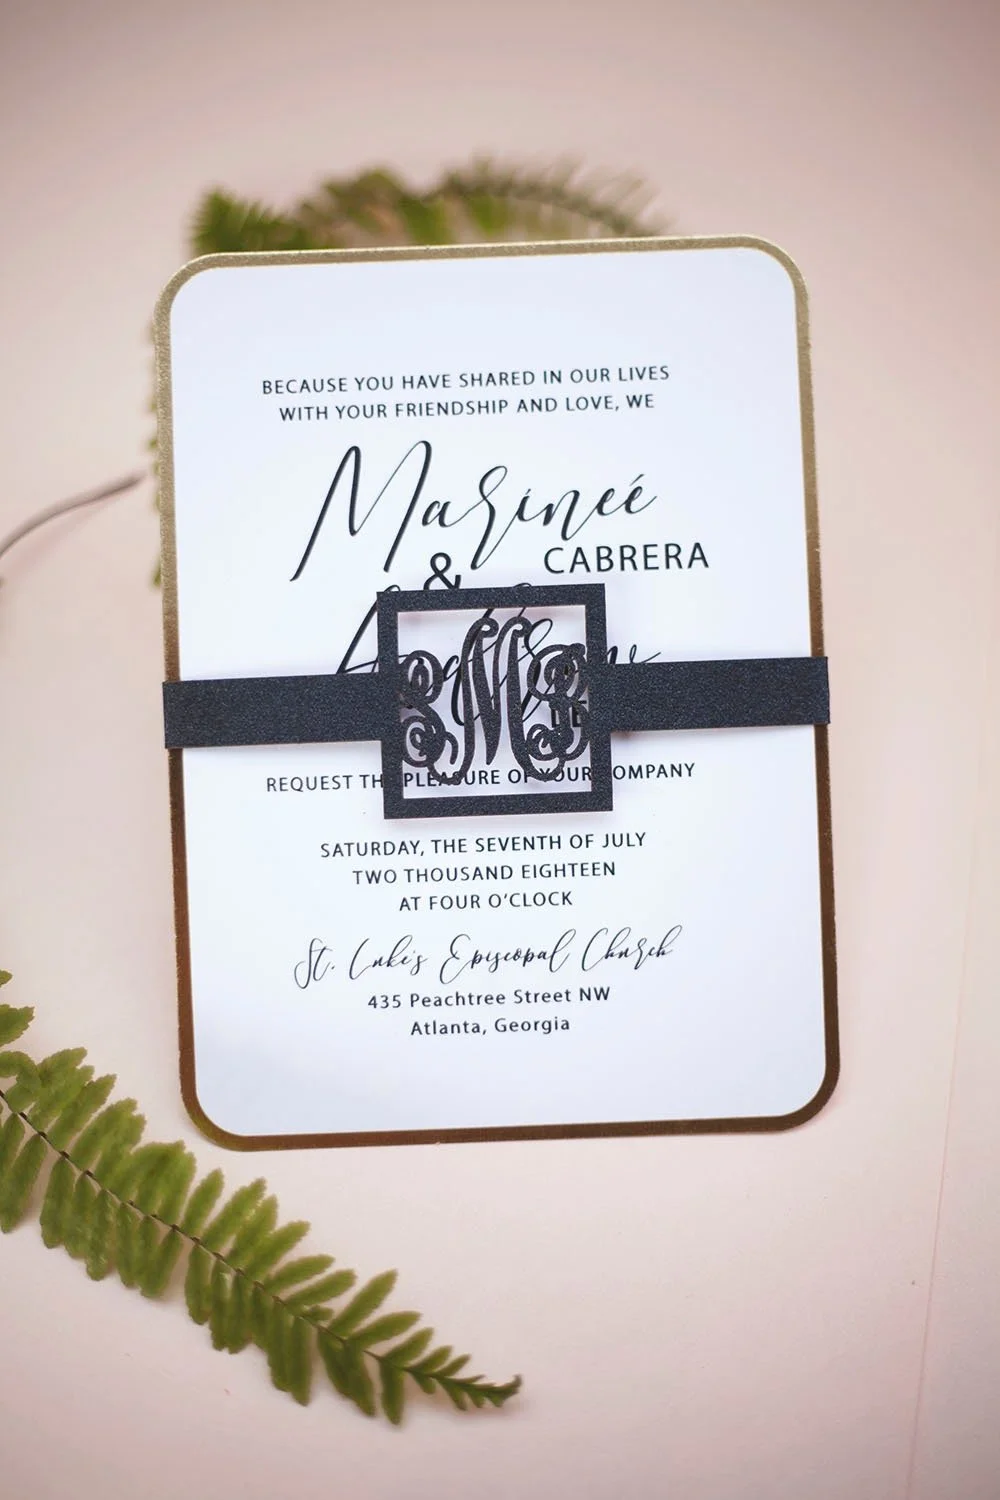 BECAUSE YOU HAVE SHARED IN OUR LIVES
WITH YOUR FRIENDSHIP AND LOVE, WE
Marineé
CABRERA
&
REQUEST THE PLEASURE OF YOUR COMPANY
SATURDAY, THE SEVENTH OF JULY
TWO THOUSAND EIGHTEEN
AT FOUR O'CLOCK
St. Luke's Episcopal Church
435 Peachtree Street NW
Atlanta, Georgia